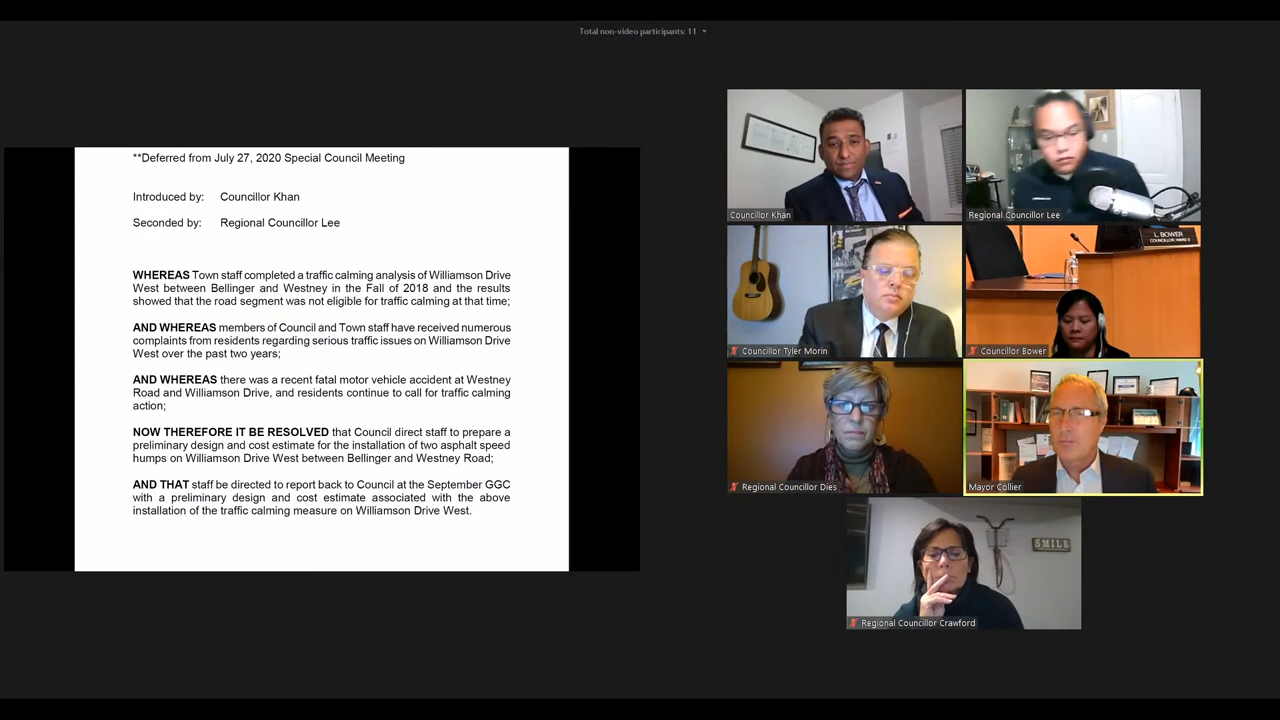 Total non-video participants: 11
**Deferred from July 27, 2020 Special Council Meeting
Introduced by: Councillor Khan
Seconded by: Regional Councillor Lee
WHEREAS Town staff completed a traffic calming analysis of Williamson Drive
West between Bellinger and Westney in the Fall of 2018 and the results
showed that the road segment was not eligible for traffic calming at that time;
AND WHEREAS members of Council and Town staff have received numerous
complaints from residents regarding serious traffic issues on Williamson Drive
West over the past two years;
AND WHEREAS there was a recent fatal motor vehicle accident at Westney
Road and Williamson Drive, and residents continue to call for traffic calming
action;
NOW THEREFORE IT BE RESOLVED that Council direct staff to prepare a
preliminary design and cost estimate for the installation of two asphalt speed
humps on Williamson Drive West between Bellinger and Westney Road;
AND THAT staff be directed to report back to Council at the September GGC
with a preliminary design and cost estimate associated with the above
installation of the traffic calming measure on Williamson Drive West.
Councillor Khan
Regional Councillor Lee
L. BOWER
COUNCILLOR, WARD 3
Councillor Tyler Morin
Councillor Bower
Regional Councillor Dies
Mayor Collier
SMILE
Regional Councillor Crawford